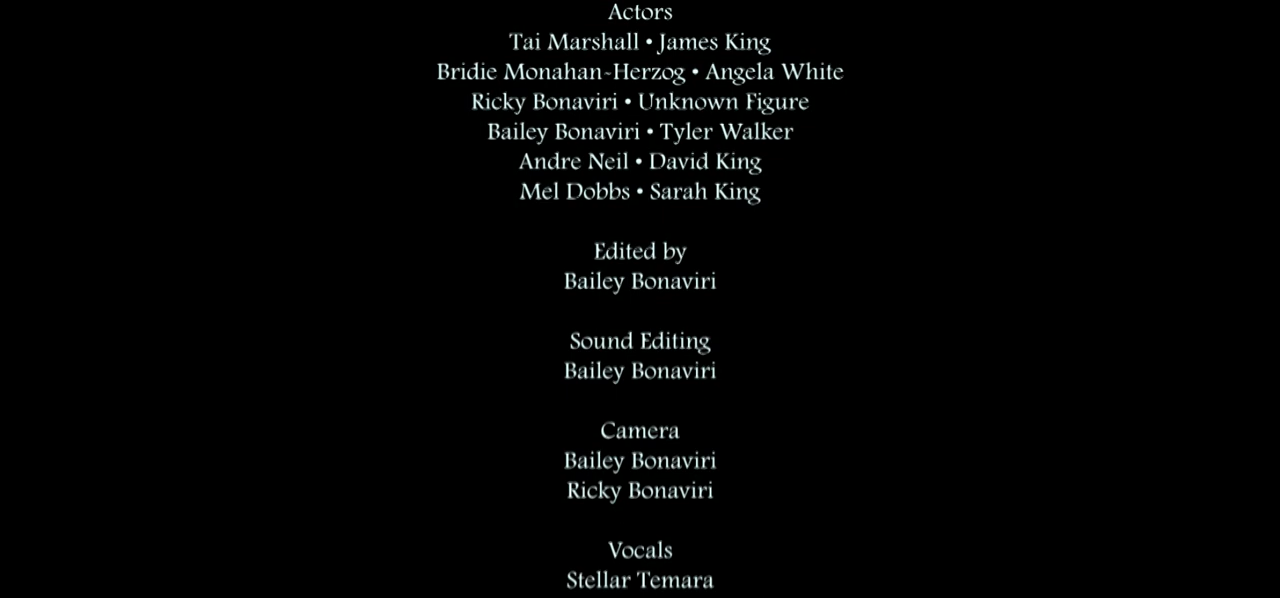 Actors
Tai Marshall • James King
Bridie Monahan-Herzog • Angela White
Ricky Bonaviri • Unknown Figure
Bailey Bonaviri • Tyler Walker
Andre Neil • David King
Mel Dobbs • Sarah King
Edited by
Bailey Bonaviri
Sound Editing
Bailey Bonaviri
Camera
Bailey Bonaviri
Ricky Bonaviri
Vocals
Stellar Temara